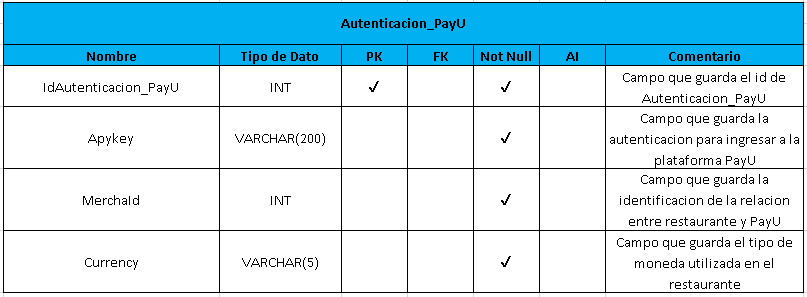 Autenticacion_PayU
Nombre Tipo de Dato PK FK Not Null AI Comentario
IdAutenticacion_PayU INT ✓ ✓ Campo que guarda el id de
Autenticacion_PayU
Apykey VARCHAR(200) ✓ Campo que guarda la
autenticacion para ingresar a la
plataforma PayU
MerchaId INT ✓ Campo que guarda la
identificacion de la relacion
entre restaurante y PayU
Currency VARCHAR(5) ✓ Campo que guarda el tipo de
moneda utilizada en el
restaurante